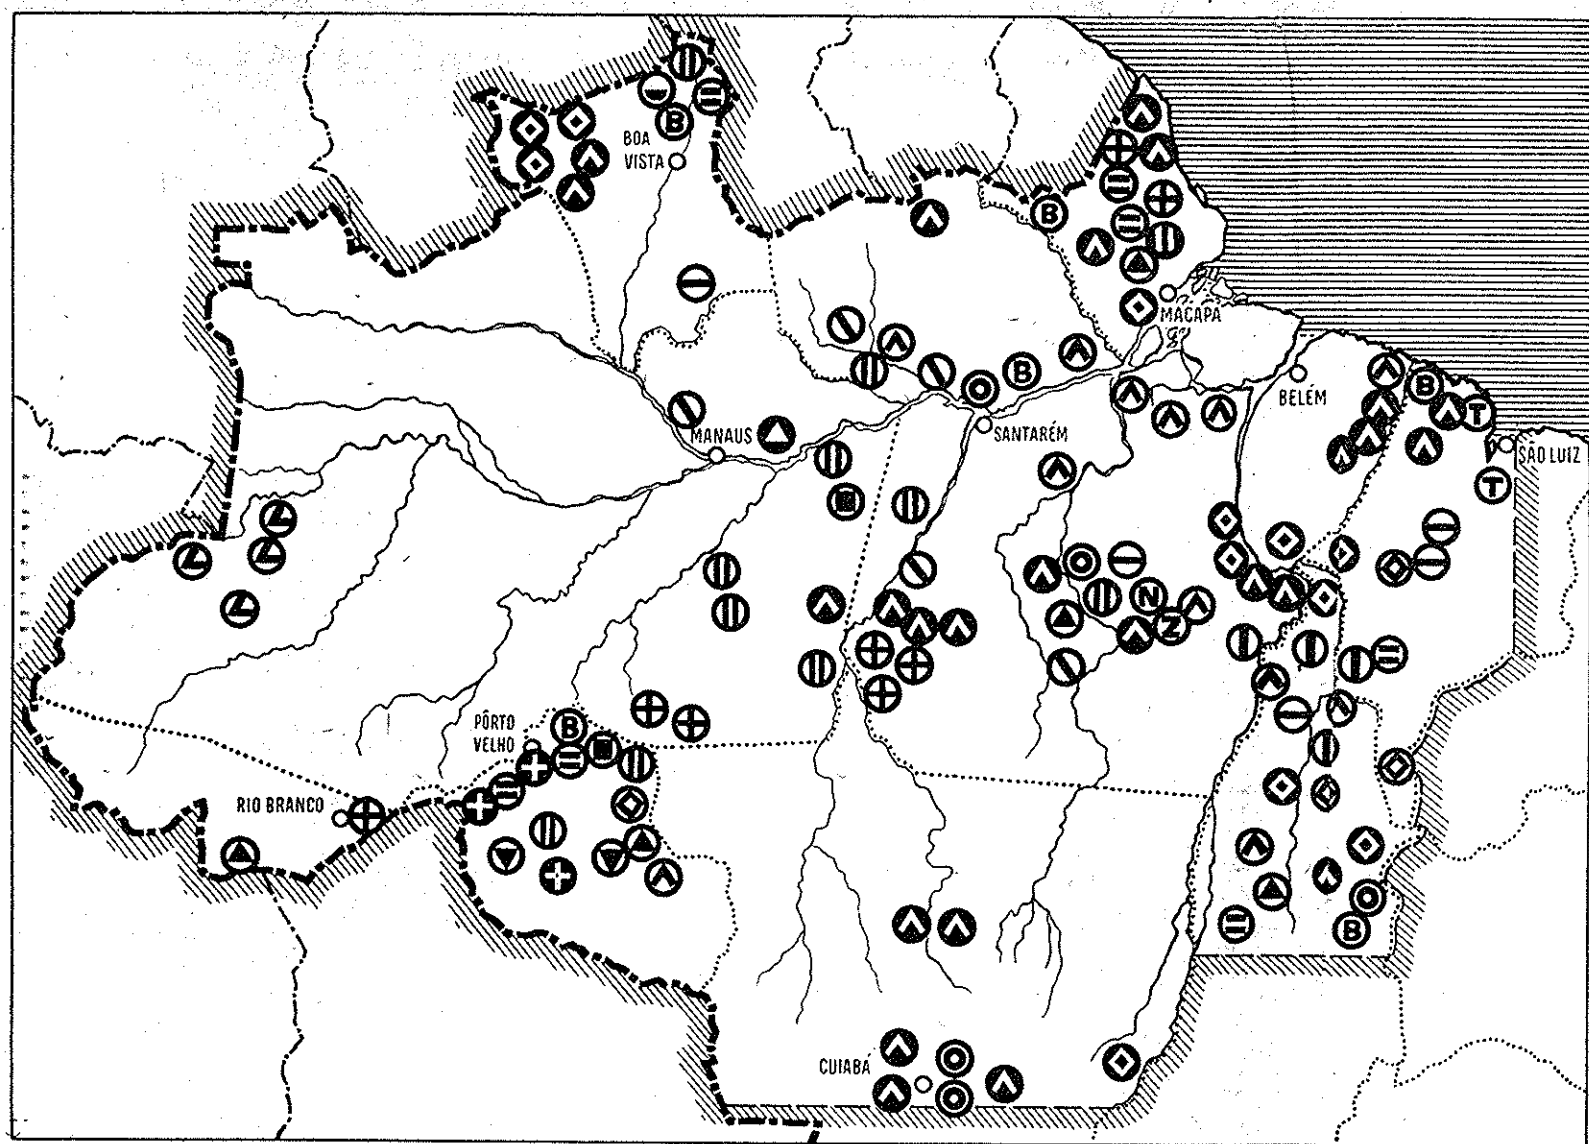 B
BOA
VISTA
B
MACAPÁ
B
B
BELÉM
T
MANAUS
SANTARÉM
SÃO LUIZ
T
N
Z
PÔRTO
VELHO
B
RIO BRANCO
B
CUIABÁ